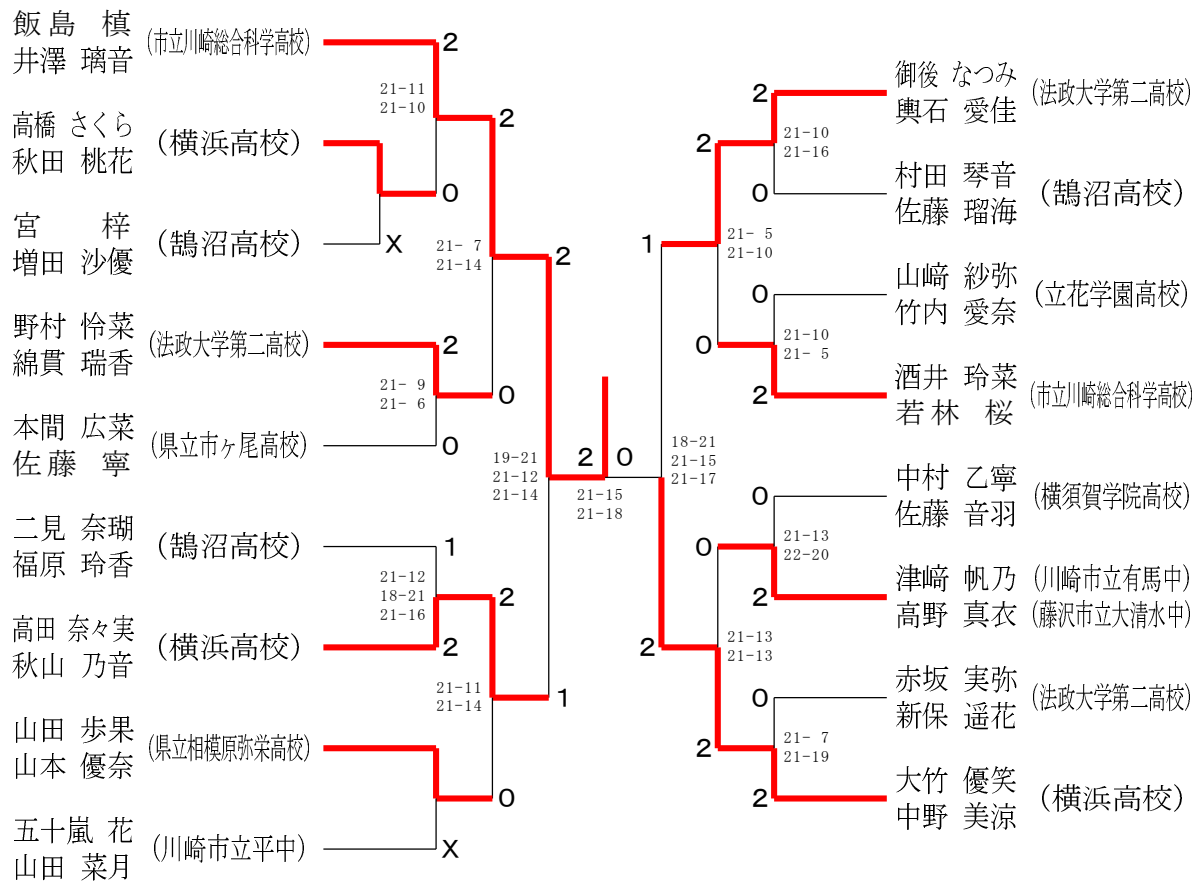 飯島 槙
井澤 璃音
(市立川崎総合科学高校)
2
21-11
21-10
2
高橋 さくら
秋田 桃花
(横浜高校)
0
宮 梓
増田 沙優
(鵠沼高校)
X
21- 7
21-14
2
野村 怜菜
綿貫 瑞香
(法政大学第二高校)
2
21- 9
21- 6
0
本間 広菜
佐藤 寧
(県立市ヶ尾高校)
0
19-21
21-12
21-14
二見 奈瑚
福原 玲香
(鵠沼高校)
1
21-12
18-21
21-16
2
高田 奈々実
秋山 乃音
(横浜高校)
2
21-11
21-14
1
山田 歩果
山本 優奈
(県立相模原弥栄高校)
0
五十嵐 花
山田 菜月
(川崎市立平中)
X
2 0
21-15
21-18
御後 なつみ
輿石 愛佳
(法政大学第二高校)
2
21-10
21-16
2
村田 琴音
佐藤 瑠海
(鵠沼高校)
0
21- 5
21-10
1
山﨑 紗弥
竹内 愛奈
(立花学園高校)
0
21-10
21- 5
0
酒井 玲菜
若林 桜
(市立川崎総合科学高校)
2
18-21
21-15
21-17
中村 乙寧
佐藤 音羽
(横須賀学院高校)
0
21-13
22-20
0
津﨑 帆乃
高野 真衣
(川崎市立有馬中)
(藤沢市立大清水中)
2
21-13
21-13
2
赤坂 実弥
新保 遥花
(法政大学第二高校)
0
21- 7
21-19
2
大竹 優笑
中野 美涼
(横浜高校)
2